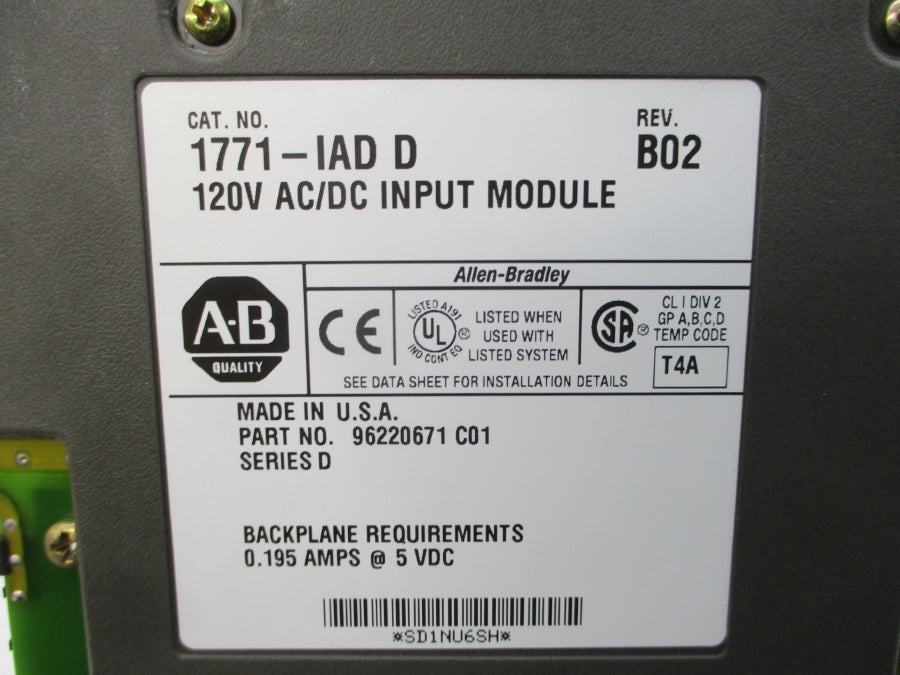 CAT. NO.
REV.
1771-IAD D
B02
120V AC/DC INPUT MODULE
Allen-Bradley
A-B
QUALITY
CE
LISTED A191
UL ®
IND CONT EQ
LISTED WHEN
USED WITH
LISTED SYSTEM
SA ®
CL I DIV 2
GP A,B,C,D
TEMP CODE
T4A
SEE DATA SHEET FOR INSTALLATION DETAILS
MADE IN U.S.A.
PART NO. 96220671 C01
SERIES D
BACKPLANE REQUIREMENTS
0.195 AMPS @ 5 VDC
*SD1NU6SH*